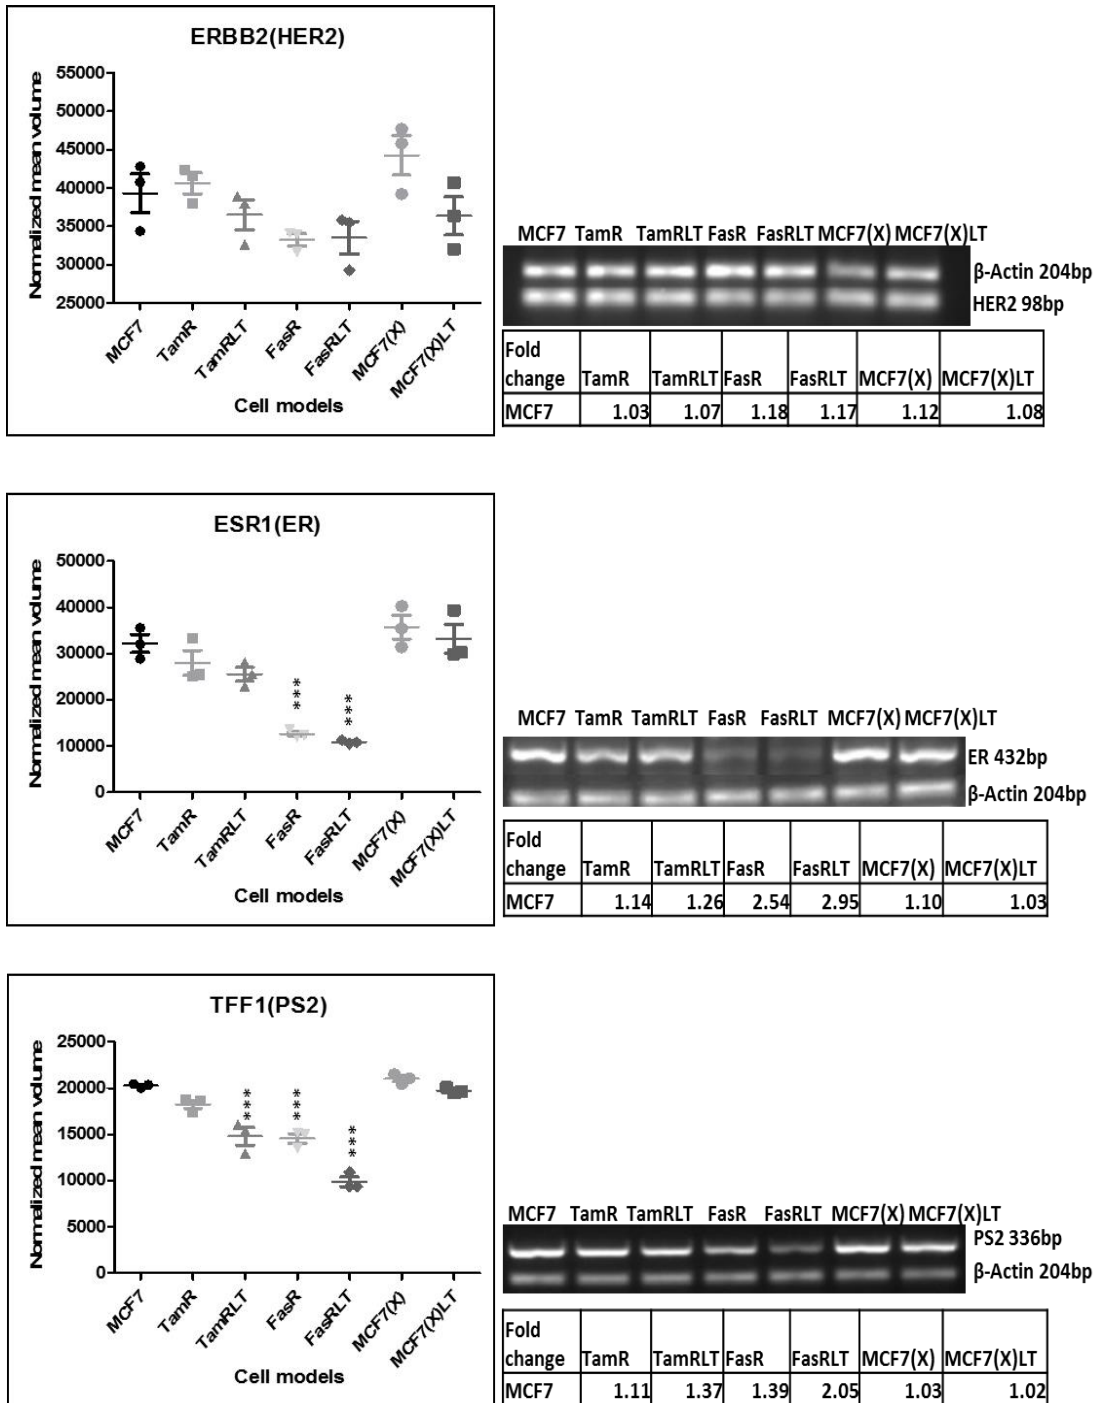 ERBB2(HER2)
Normalized mean volume
55000
50000
45000
40000
35000
30000
25000
MCF7
TamR
TamRLT
FasR
FasRLT
MCF7(X)
MCF7(X)LT
Cell models
MCF7 TamR TamRLT FasR FasRLT MCF7(X) MCF7(X)LT
β-Actin 204bp
HER2 98bp
Fold change TamR TamRLT FasR FasRLT MCF7(X) MCF7(X)LT
MCF7 1.03 1.07 1.18 1.17 1.12 1.08
ESR1(ER)
Normalized mean volume
50000
40000
30000
20000
10000
0
***
***
MCF7
TamR
TamRLT
FasR
FasRLT
MCF7(X)
MCF7(X)LT
Cell models
MCF7 TamR TamRLT FasR FasRLT MCF7(X) MCF7(X)LT
ER 432bp
β-Actin 204bp
Fold change TamR TamRLT FasR FasRLT MCF7(X) MCF7(X)LT
MCF7 1.14 1.26 2.54 2.95 1.10 1.03
TFF1(PS2)
Normalized mean volume
25000
20000
15000
10000
5000
0
***
***
***
MCF7
TamR
TamRLT
FasR
FasRLT
MCF7(X)
MCF7(X)LT
Cell models
MCF7 TamR TamRLT FasR FasRLT MCF7(X) MCF7(X)LT
PS2 336bp
β-Actin 204bp
Fold change TamR TamRLT FasR FasRLT MCF7(X) MCF7(X)LT
MCF7 1.11 1.37 1.39 2.05 1.03 1.02